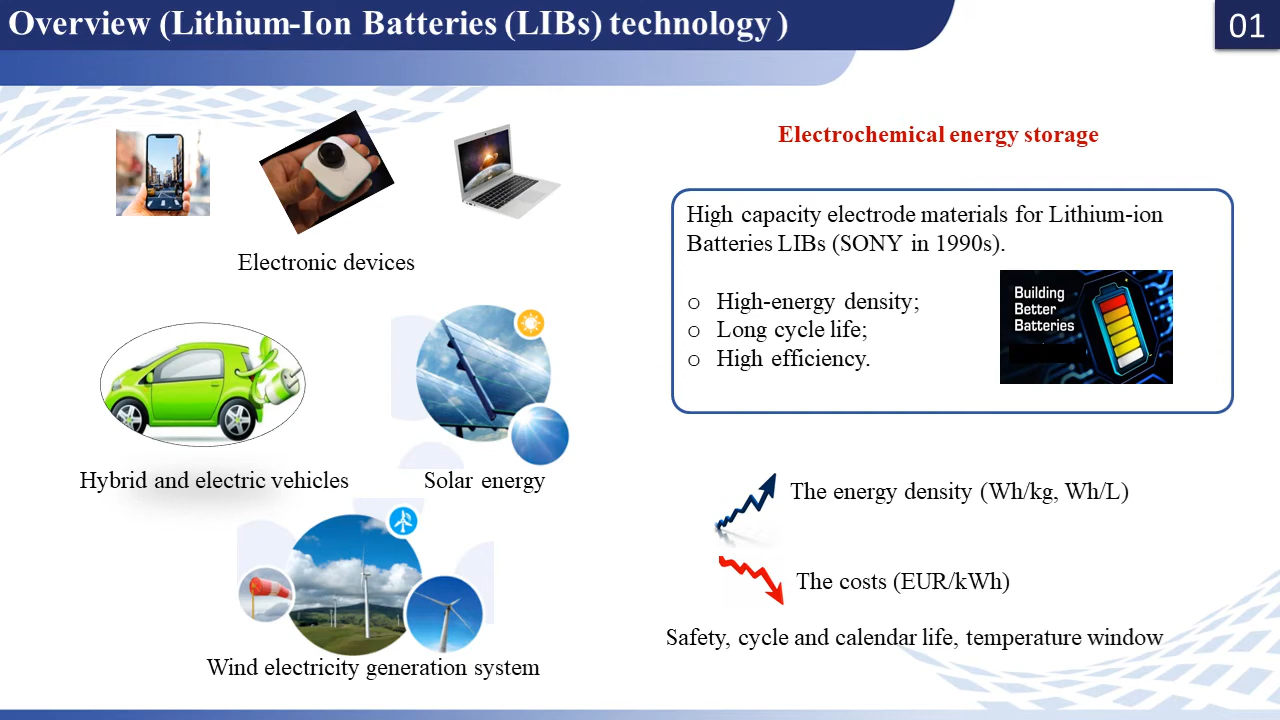 Overview (Lithium-Ion Batteries (LIBs) technology)
01
Electronic devices
Hybrid and electric vehicles
Solar energy
Wind electricity generation system
Electrochemical energy storage
High capacity electrode materials for Lithium-ion
Batteries LIBs (SONY in 1990s).
o High-energy density;
o Long cycle life;
o High efficiency.
Building
Better
Batteries
The energy density (Wh/kg, Wh/L)
The costs (EUR/kWh)
Safety, cycle and calendar life, temperature window